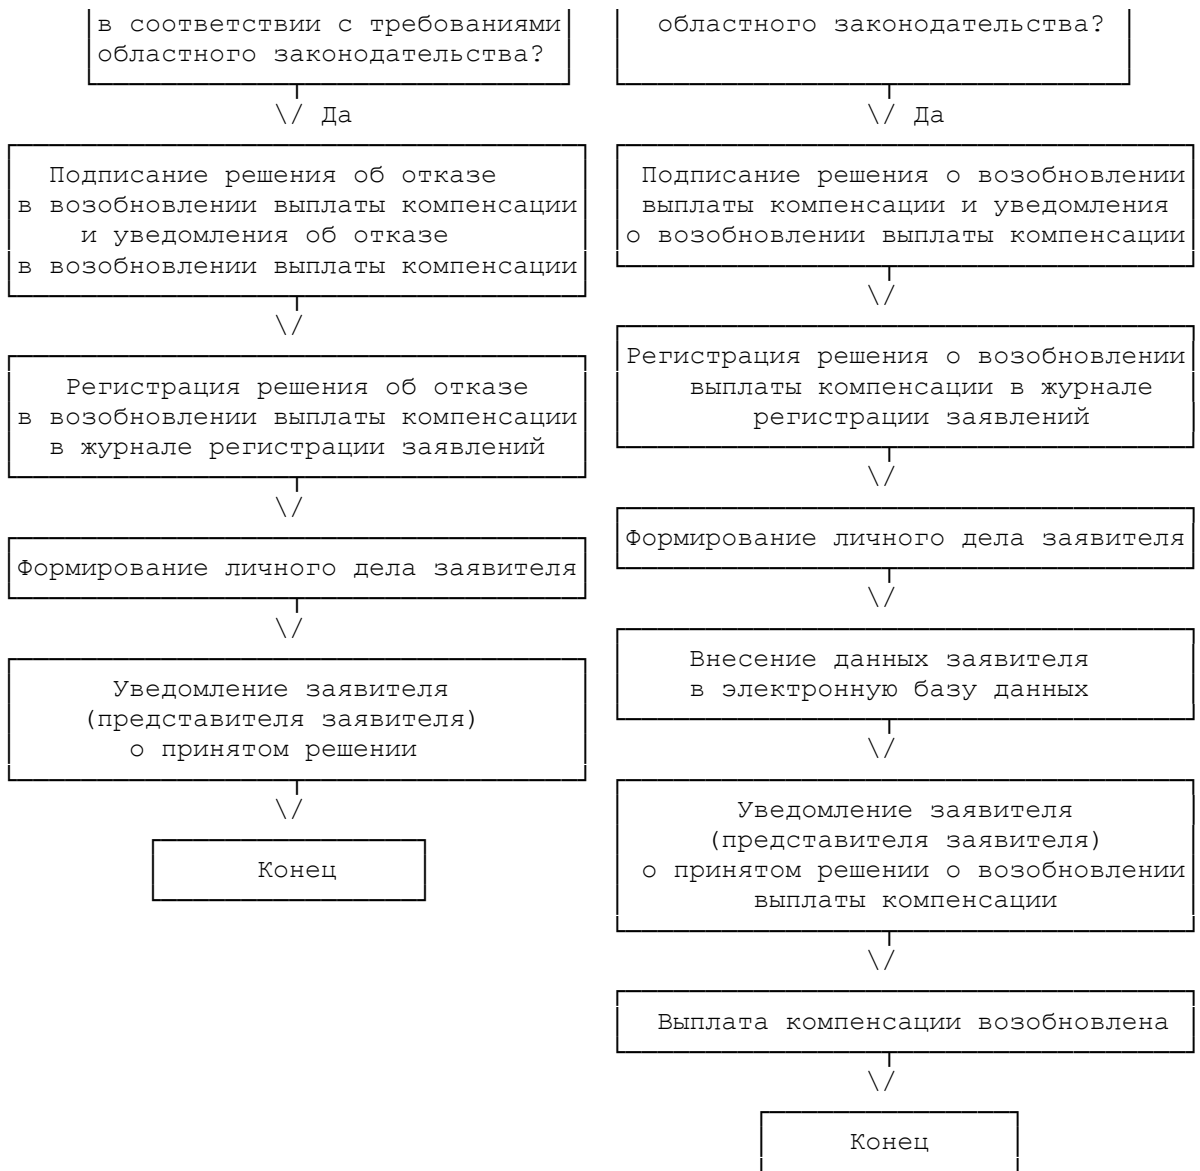 в соответствии с требованиями
областного законодательства?
\/ Да
Подписание решения об отказе
в возобновлении выплаты компенсации
и уведомления об отказе
в возобновлении выплаты компенсации
\/
Регистрация решения об отказе
в возобновлении выплаты компенсации
в журнале регистрации заявлений
\/
Формирование личного дела заявителя
\/
Уведомление заявителя
(представителя заявителя)
о принятом решении
\/
Конец
областного законодательства?
\/ Да
Подписание решения о возобновлении
выплаты компенсации и уведомления
о возобновлении выплаты компенсации
\/
Регистрация решения о возобновлении
выплаты компенсации в журнале
регистрации заявлений
\/
Формирование личного дела заявителя
\/
Внесение данных заявителя
в электронную базу данных
\/
Уведомление заявителя
(представителя заявителя)
о принятом решении о возобновлении
выплаты компенсации
\/
Выплата компенсации возобновлена
\/
Конец